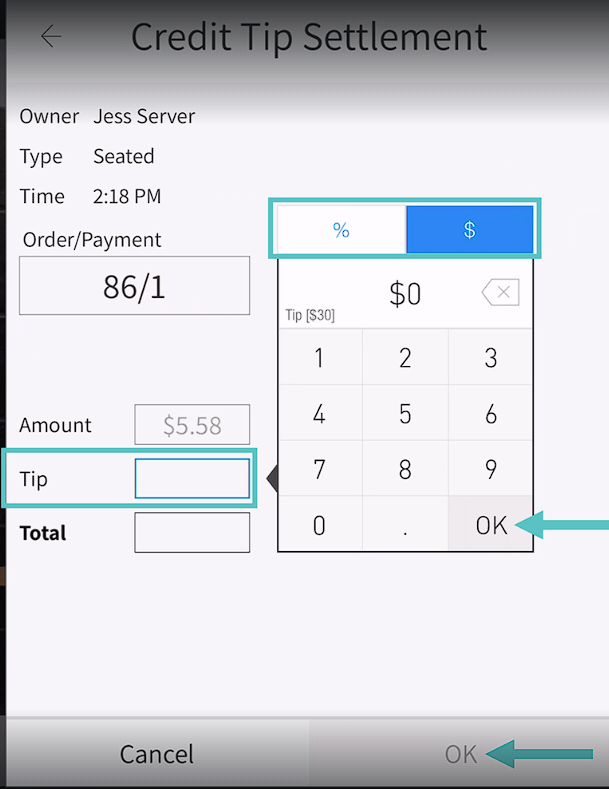 Credit Tip Settlement
Owner Jess Server
Type Seated
Time 2:18 PM
Order/Payment
86/1
% $
$0
Tip [$30]
1 2 3
4 5 6
7 8 9
0 . OK
Amount $5.58
Tip
Total
Cancel OK